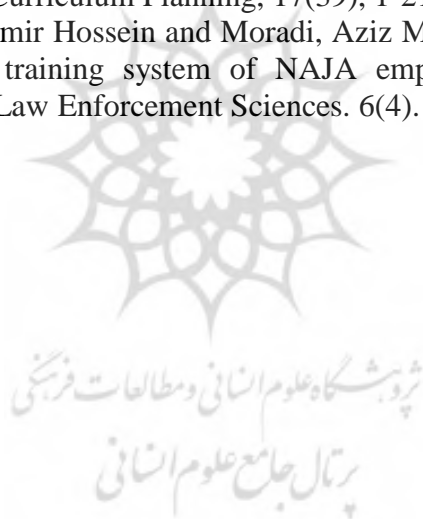 Curriculum Planning, 17(39), 1-2
mir Hossein and Moradi, Aziz M
training system of NAJA emp
Law Enforcement Sciences. 6(4).
پژوهشگاه علوم انسانی و مطالعات فرهنگی
پرتال جامع علوم انسانی